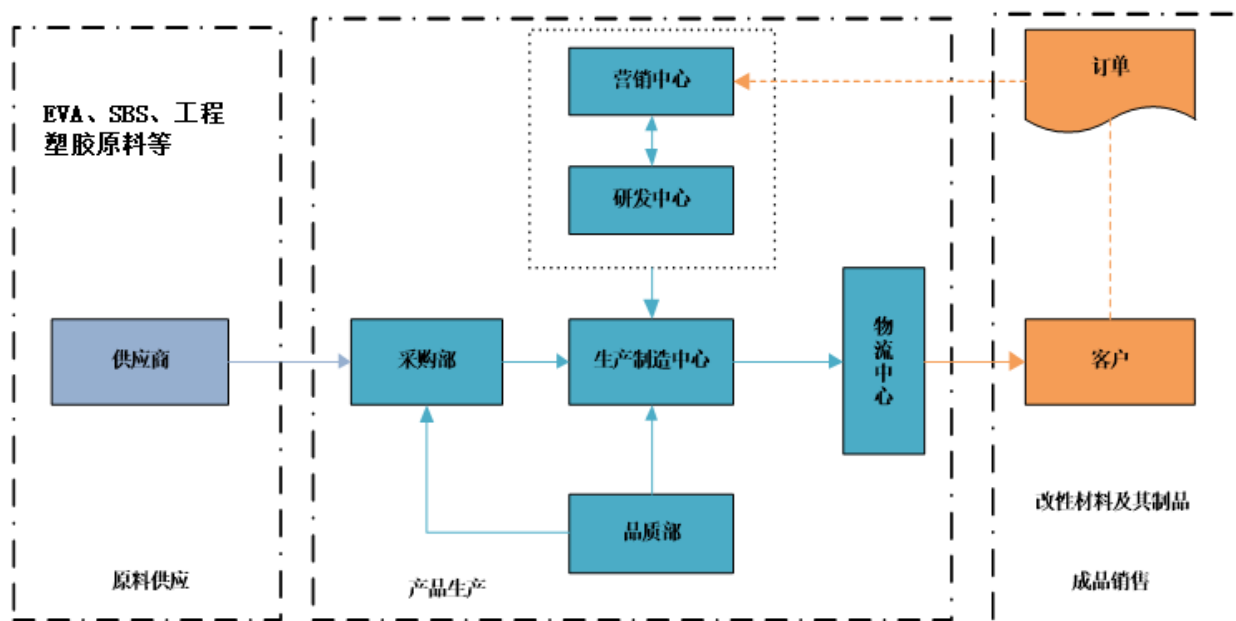 EVA、SBS、工程
塑胶原料等
供应商
原料供应
营销中心
研发中心
采购部
生产制造中心
物流中心
品质部
产品生产
订单
客户
改性材料及其制品
成品销售